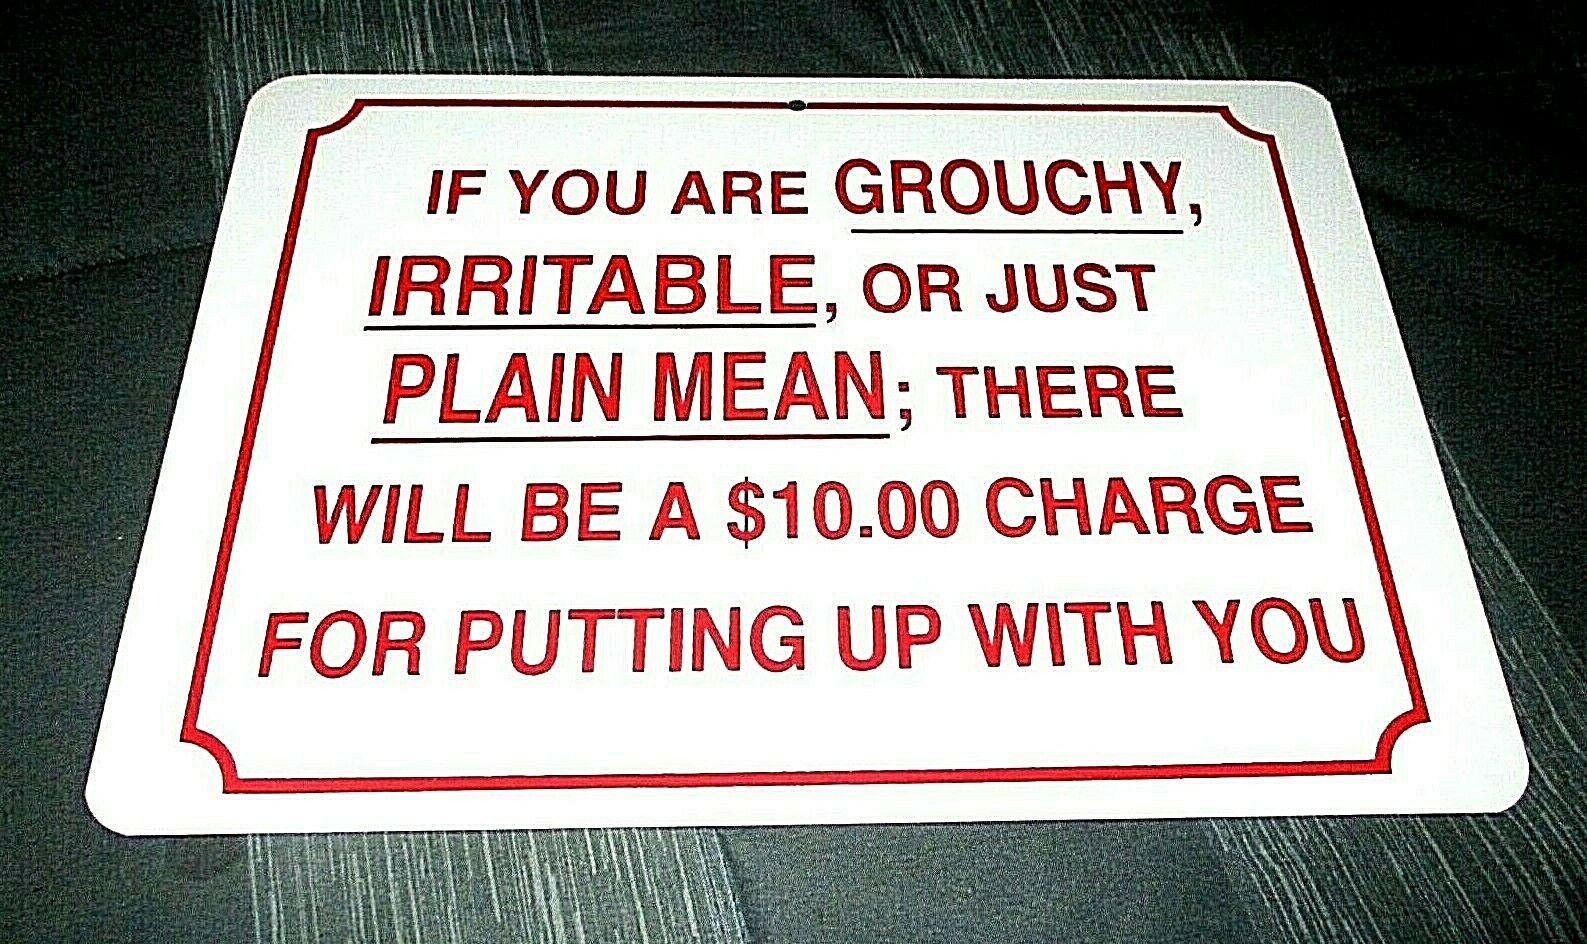 IF YOU ARE GROUCHY,
IRRITABLE, OR JUST
PLAIN MEAN; THERE
WILL BE A $10.00 CHARGE
FOR PUTTING UP WITH YOU